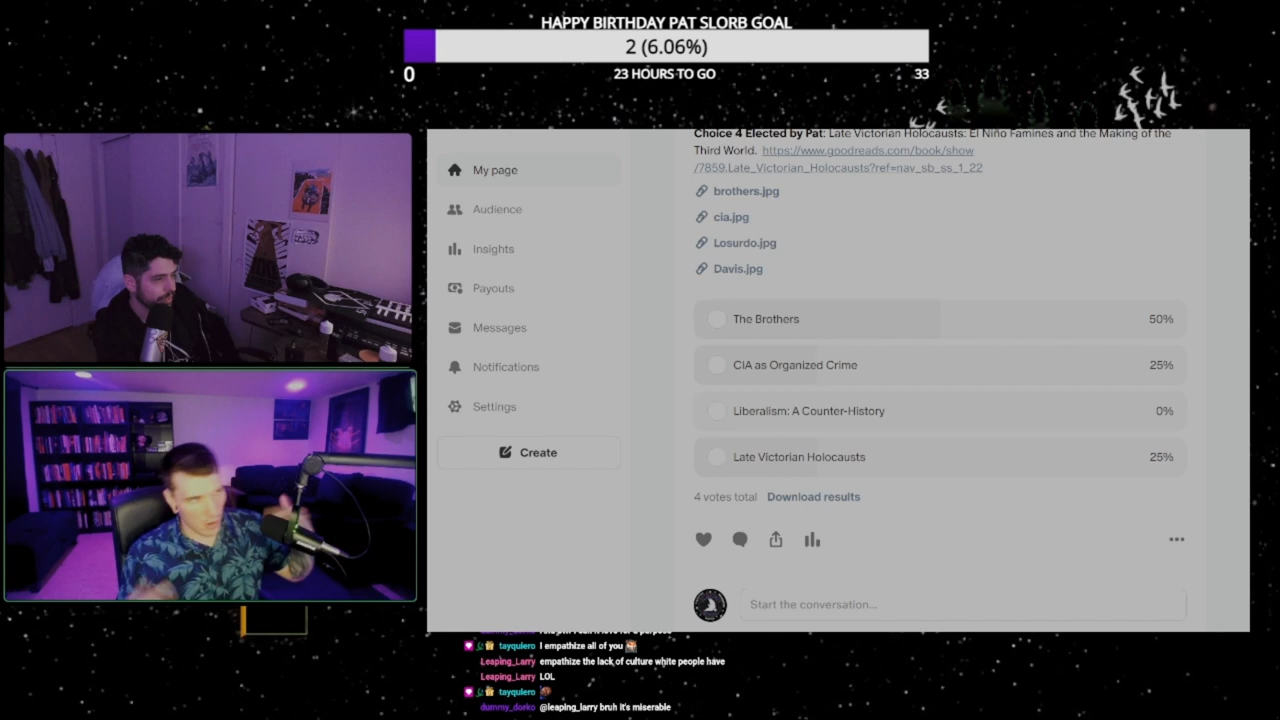 HAPPY BIRTHDAY PAT SLORB GOAL
2 (6.06%)
0
23 HOURS TO GO
33
Choice 4 Elected by Pat: Late Victorian Holocausts: El Niño Famines and the Making of the
Third World. https://www.goodreads.com/book/show
/7859.Late_Victorian_Holocausts?ref=nav_sb_ss_1_22
brothers.jpg
cia.jpg
Losurdo.jpg
Davis.jpg
My page
Audience
Insights
Payouts
Messages
Notifications
Settings
Create
The Brothers 50%
CIA as Organized Crime 25%
Liberalism: A Counter-History 0%
Late Victorian Holocausts 25%
4 votes total Download results
Start the conversation...
tayquiero I empathize all of you
Leaping_Larry empathize the lack of culture white people have
Leaping_Larry LOL
tayquiero
dummy_dorko @leaping_larry bruh it's miserable